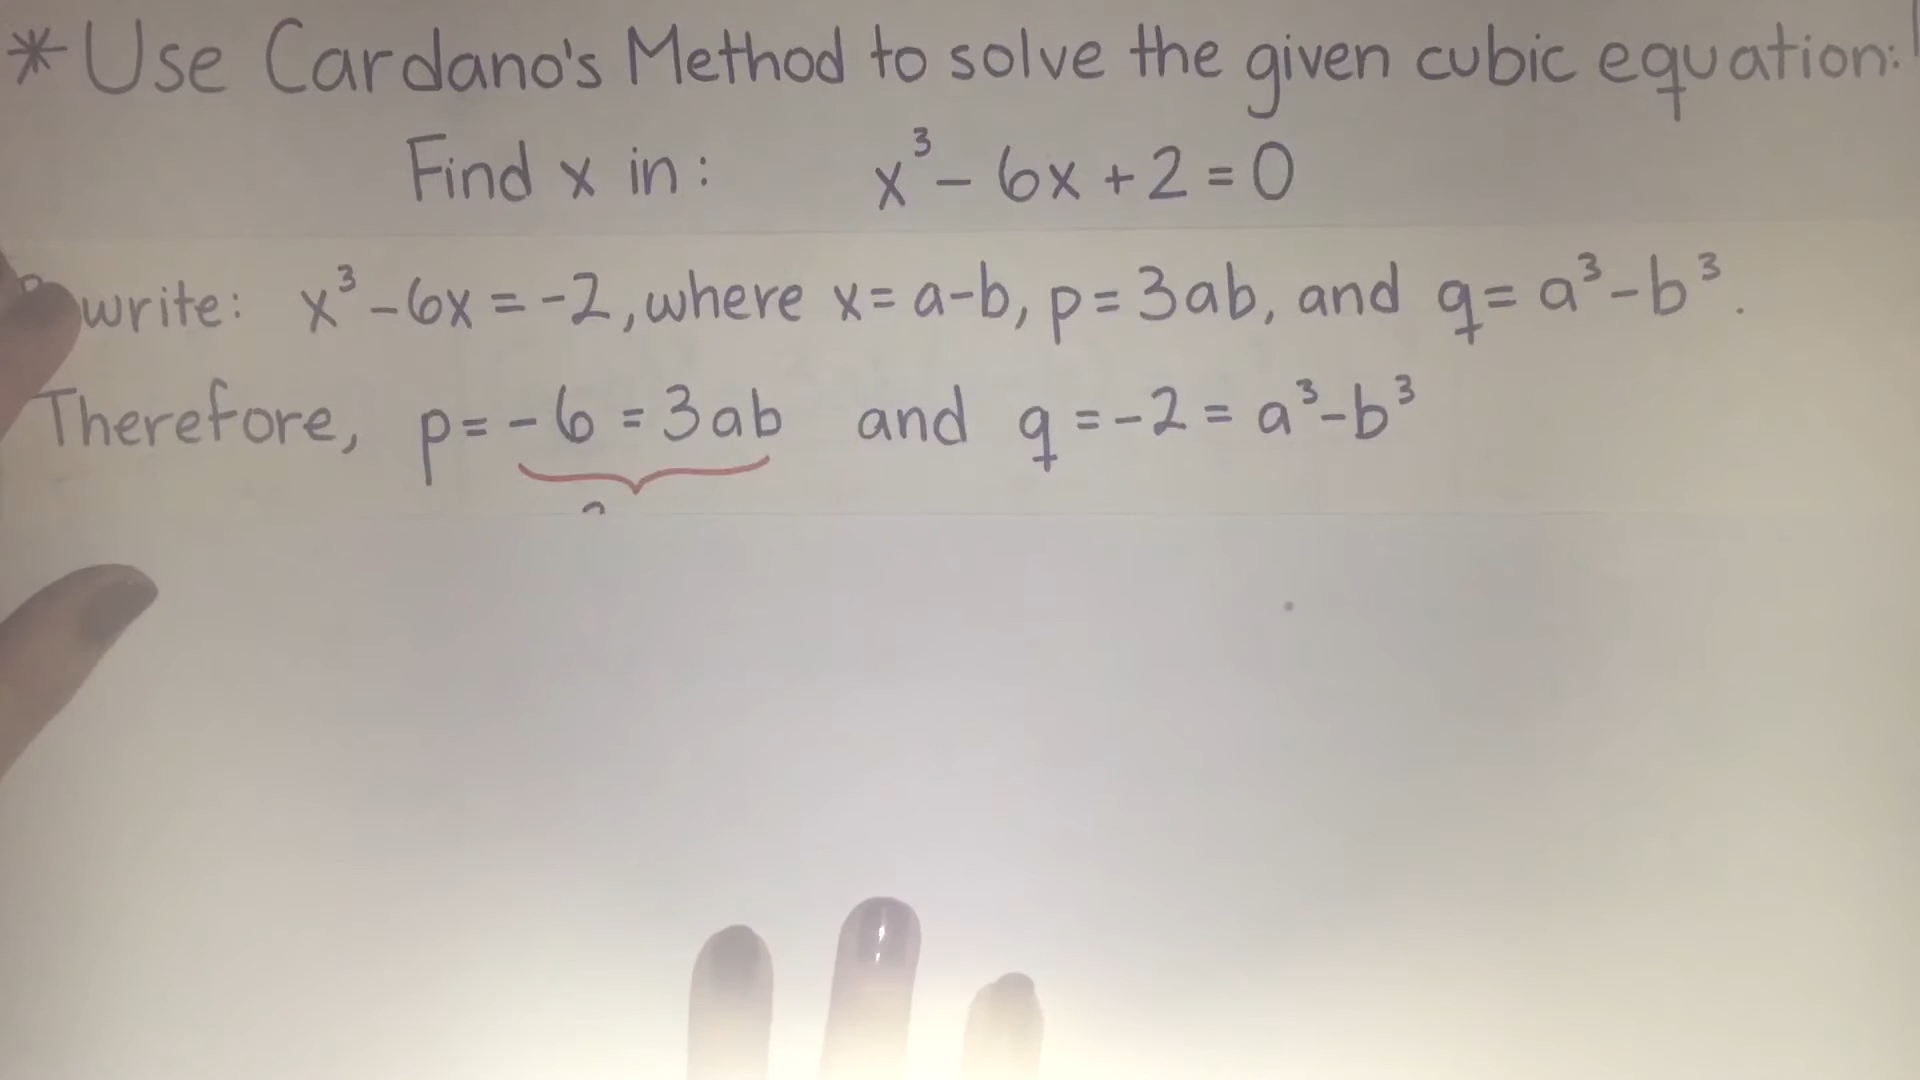 * Use Cardano's Method to solve the given cubic equation:
Find x in: x³ - 6x + 2 = 0
write: x³ - 6x = -2, where x = a-b, p = 3ab, and q = a³ - b³.
Therefore, p = -6 = 3ab and q = -2 = a³ - b³